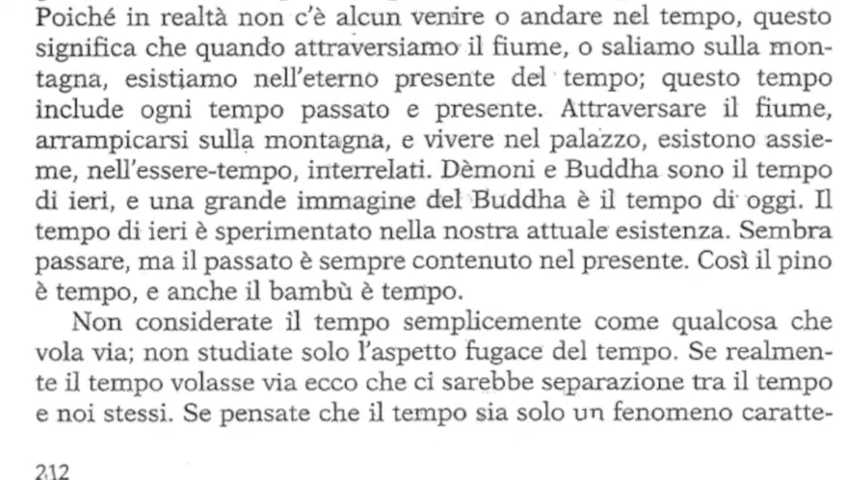 Poiché in realtà non c'è alcun venire o andare nel tempo, questo
significa che quando attraversiamo il fiume, o saliamo sulla mon-
tagna, esistiamo nell'eterno presente del tempo; questo tempo
include ogni tempo passato e presente. Attraversare il fiume,
arrampicarsi sulla montagna, e vivere nel palazzo, esistono assie-
me, nell'essere-tempo, interrelati. Dèmoni e Buddha sono il tempo
di ieri, e una grande immagine del Buddha è il tempo di oggi. Il
tempo di ieri è sperimentato nella nostra attuale esistenza. Sembra
passare, ma il passato è sempre contenuto nel presente. Così il pino
è tempo, e anche il bambù è tempo.
Non considerate il tempo semplicemente come qualcosa che
vola via; non studiate solo l'aspetto fugace del tempo. Se realmen-
te il tempo volasse via ecco che ci sarebbe separazione tra il tempo
e noi stessi. Se pensate che il tempo sia solo un fenomeno caratte-
212